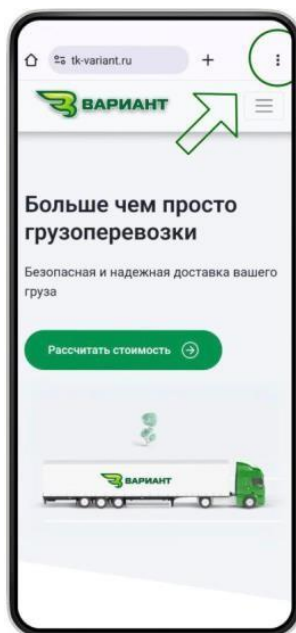 tk-variant.ru
ВАРИАНТ
Больше чем просто
грузоперевозки
Безопасная и надежная доставка вашего
груза
Рассчитать стоимость
ВАРИАНТ